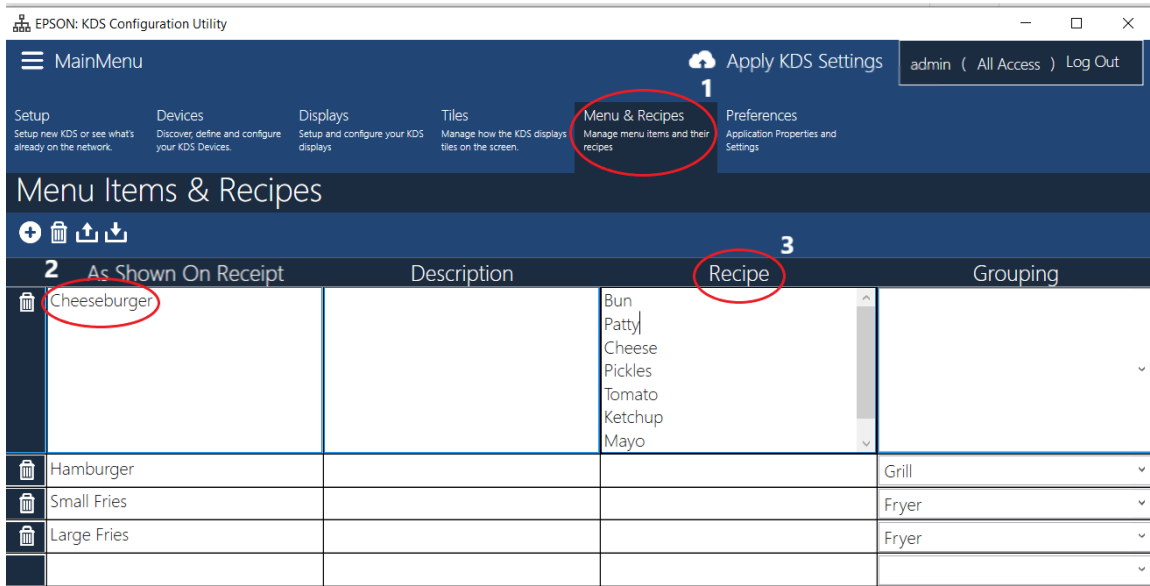 EPSON: KDS Configuration Utility
MainMenu
Apply KDS Settings
admin ( All Access ) Log Out
1
Setup
Setup new KDS or see what's
already on the network.
Devices
Discover, define and configure
your KDS Devices.
Displays
Setup and configure your KDS
displays
Tiles
Manage how the KDS displays
tiles on the screen.
Menu & Recipes
Manage menu items and their
recipes
Preferences
Application Properties and
Settings
Menu Items & Recipes
3
2 As Shown On Receipt Description Recipe Grouping
Cheeseburger
Bun
Patty
Cheese
Pickles
Tomato
Ketchup
Mayo
Hamburger Grill
Small Fries Fryer
Large Fries Fryer